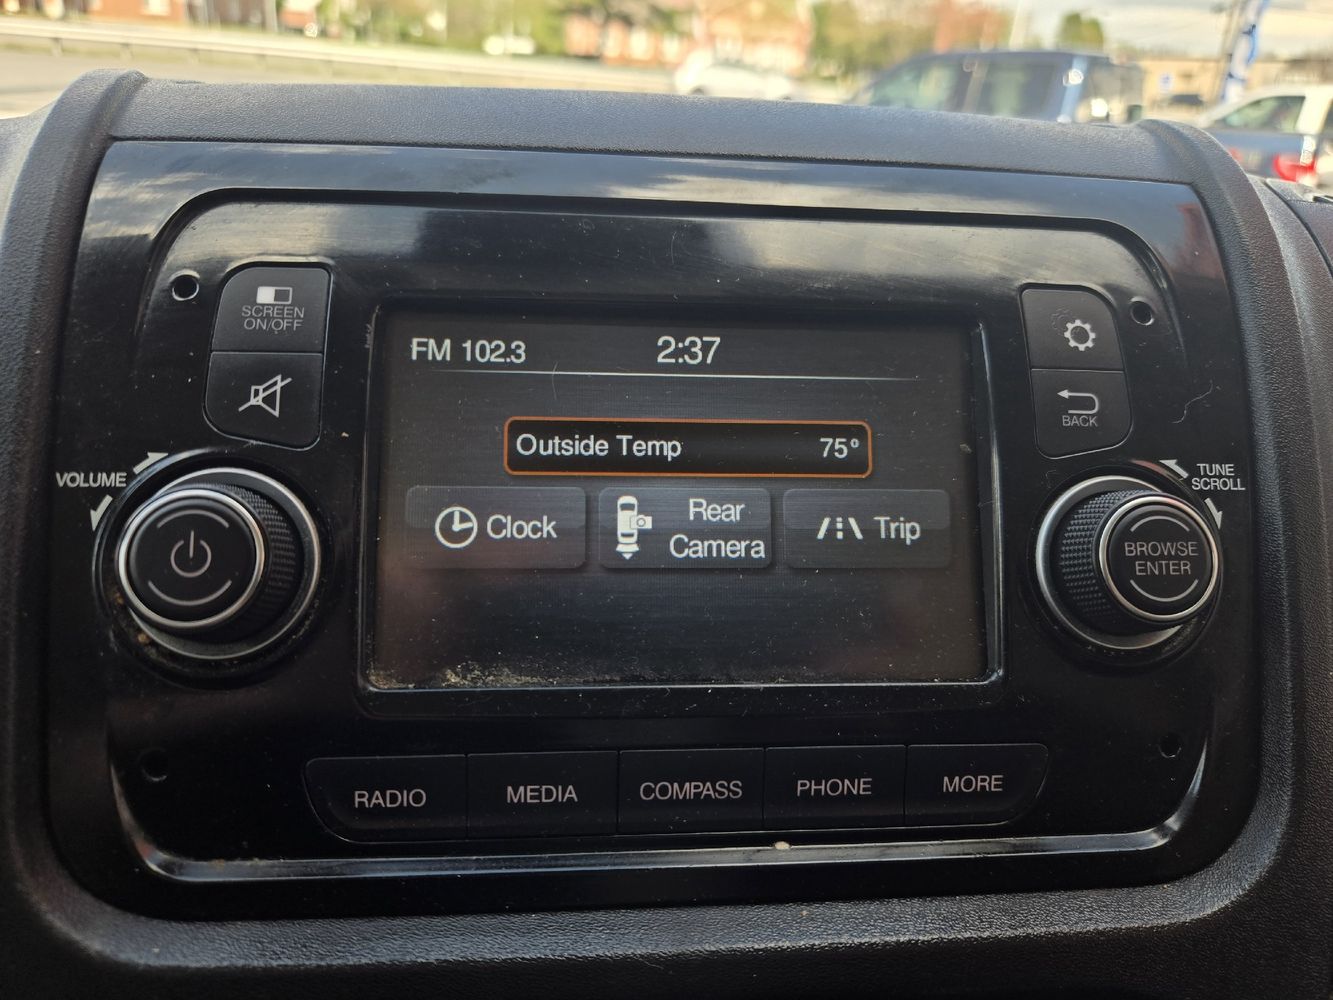 SCREEN
ON/OFF
VOLUME
FM 102.3
2:37
Outside Temp
75°
Clock
Rear
Camera
Trip
BACK
TUNE
SCROLL
BROWSE
ENTER
RADIO
MEDIA
COMPASS
PHONE
MORE